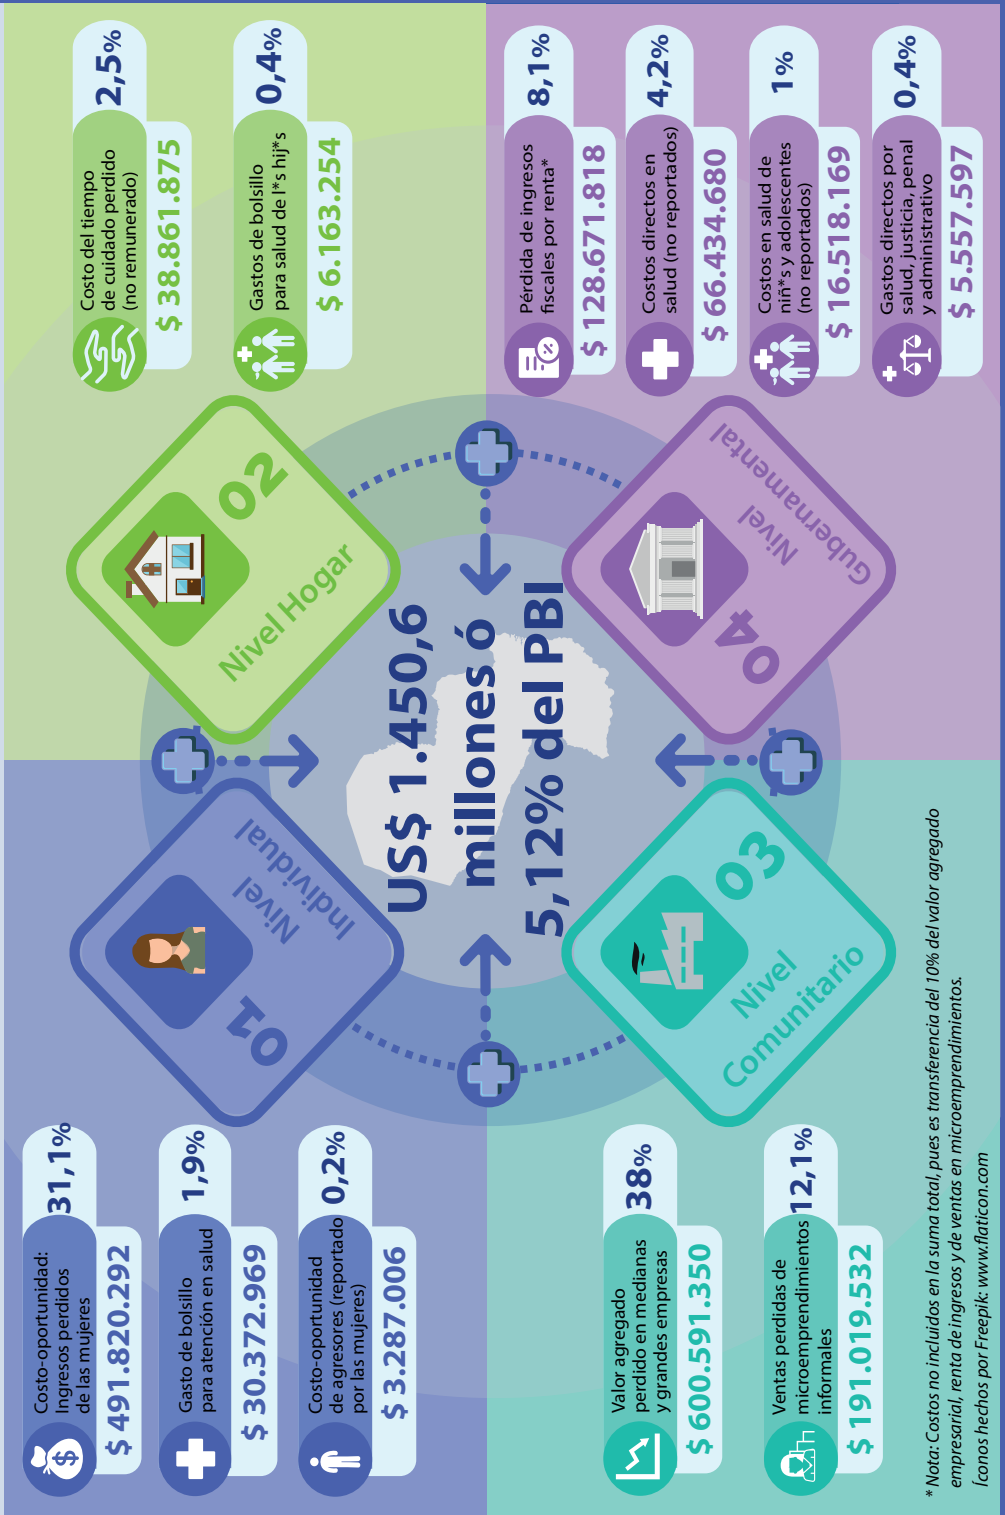 31,1%
Costo-oportunidad:
Ingresos perdidos
de las mujeres
$ 491.820.292
1,9%
Gasto de bolsillo
para atención en salud
$ 30.372.969
0,2%
Costo-oportunidad
de agresores (reportado
por las mujeres)
$ 3.287.006
01
Nivel
Individual
2,5%
Costo del tiempo
de cuidado perdido
(no remunerado)
$ 38.861.875
0,4%
Gastos de bolsillo
para salud de l*s hij*s
$ 6.163.254
02
Nivel Hogar
US$ 1.450,6
millones ó
5,12% del PBI
38%
Valor agregado
perdido en medianas
y grandes empresas
$ 600.591.350
12,1%
Ventas perdidas de
microemprendimientos
informales
$ 191.019.532
03
Nivel
Comunitario
8,1%
Pérdida de ingresos
fiscales por renta*
$ 128.671.818
4,2%
Costos directos en
salud (no reportados)
$ 66.434.680
1%
Costos en salud de
niñ*s y adolescentes
(no reportados)
$ 16.518.169
0,4%
Gastos directos por
salud, justicia, penal
y administrativo
$ 5.557.597
04
Nivel
Gubernamental
* Nota: Costos no incluidos en la suma total, pues es transferencia del 10% del valor agregado
empresarial, renta de ingresos y de ventas en microemprendimientos.
Íconos hechos por Freepik: www.flaticon.com